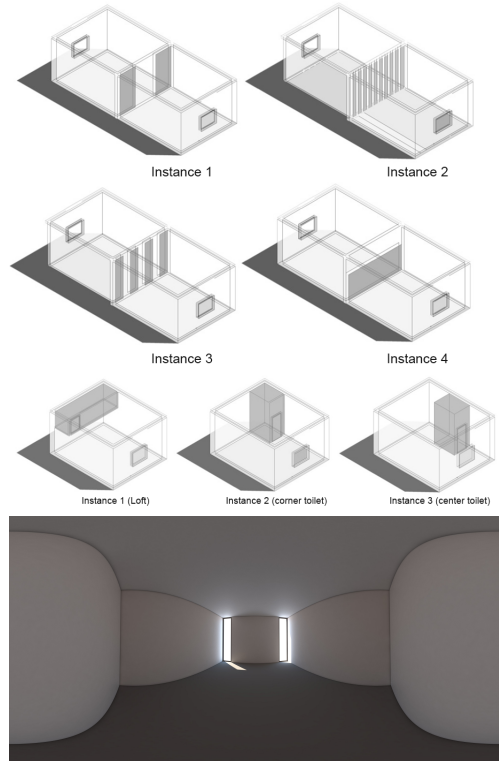 Instance 1
Instance 2
Instance 3
Instance 4
Instance 1 (Loft)
Instance 2 (corner toilet)
Instance 3 (center toilet)